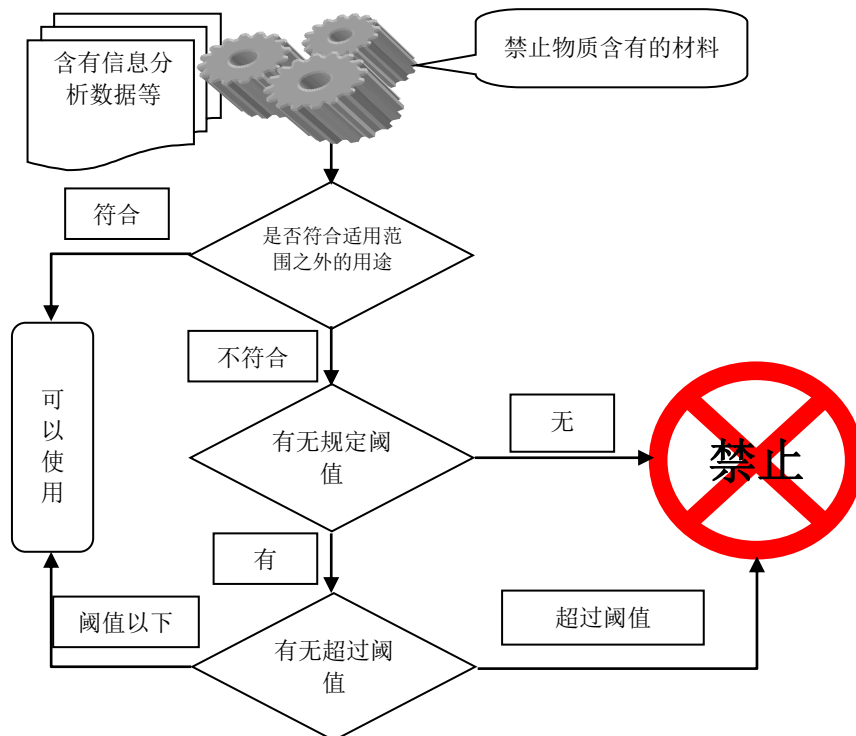 含有信息分
析数据等
禁止物质含有的材料
符合
是否符合适用范
围之外的用途
不符合
可
以
使
用
有无规定阈
值
无
禁止
有
阈值以下
有无超过阈
值
超过阈值